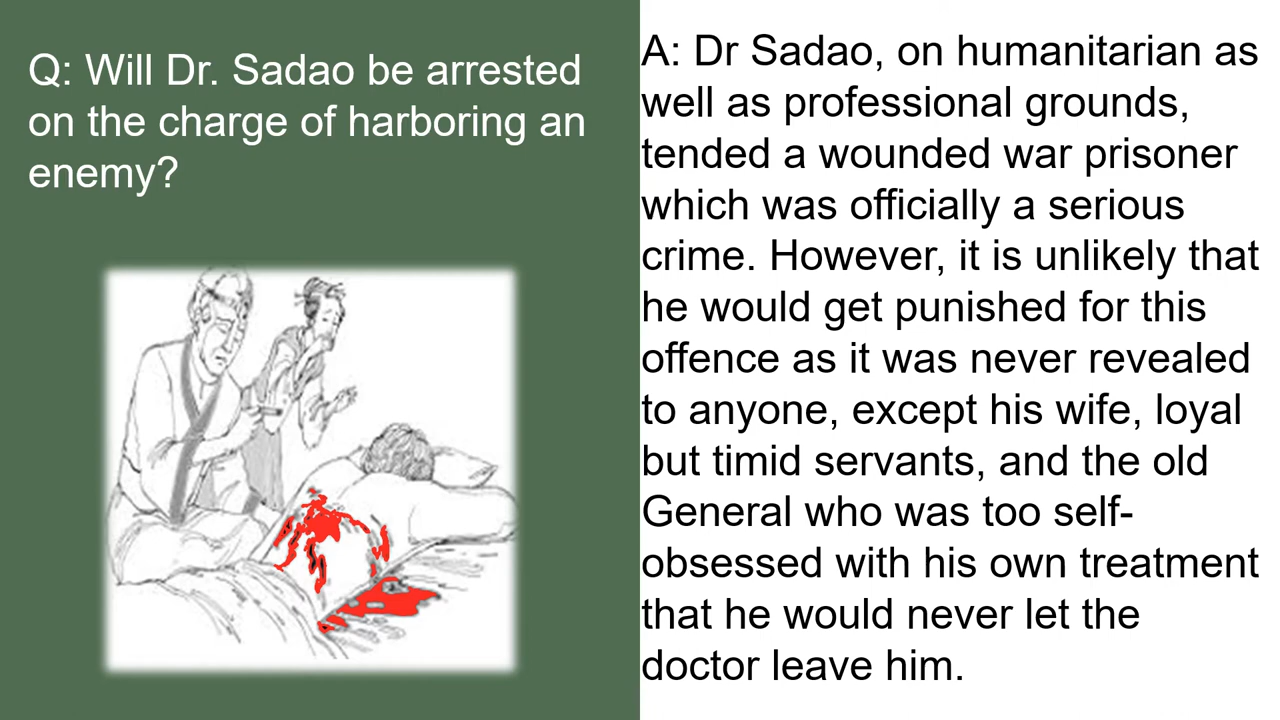 Q: Will Dr. Sadao be arrested
on the charge of harboring an
enemy?
A: Dr Sadao, on humanitarian as
well as professional grounds,
tended a wounded war prisoner
which was officially a serious
crime. However, it is unlikely that
he would get punished for this
offence as it was never revealed
to anyone, except his wife, loyal
but timid servants, and the old
General who was too self-
obsessed with his own treatment
that he would never let the
doctor leave him.